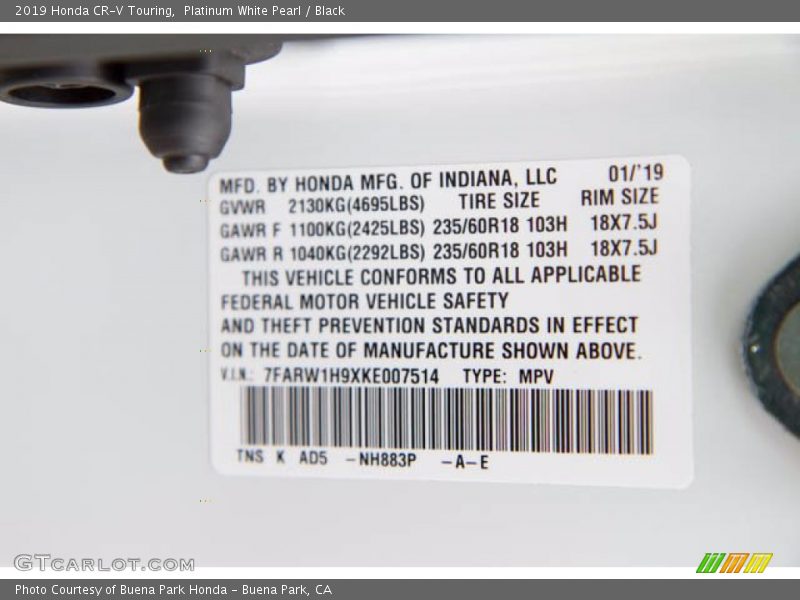 2019 Honda CR-V Touring,  Platinum White Pearl / Black
MFD. BY HONDA MFG. OF INDIANA, LLC 01/'19
GVWR 2130KG(4695LBS) TIRE SIZE RIM SIZE
GAWR F 1100KG(2425LBS) 235/60R18 103H 18X7.5J
GAWR R 1040KG(2292LBS) 235/60R18 103H 18X7.5J
THIS VEHICLE CONFORMS TO ALL APPLICABLE
FEDERAL MOTOR VEHICLE SAFETY
AND THEFT PREVENTION STANDARDS IN EFFECT
ON THE DATE OF MANUFACTURE SHOWN ABOVE.
V.I.N.: 7FARW1H9XKE007514 TYPE: MPV
TNS K AD5 -NH883P -A-E
GTCARLOT.COM
Photo Courtesy of Buena Park Honda - Buena Park, CA